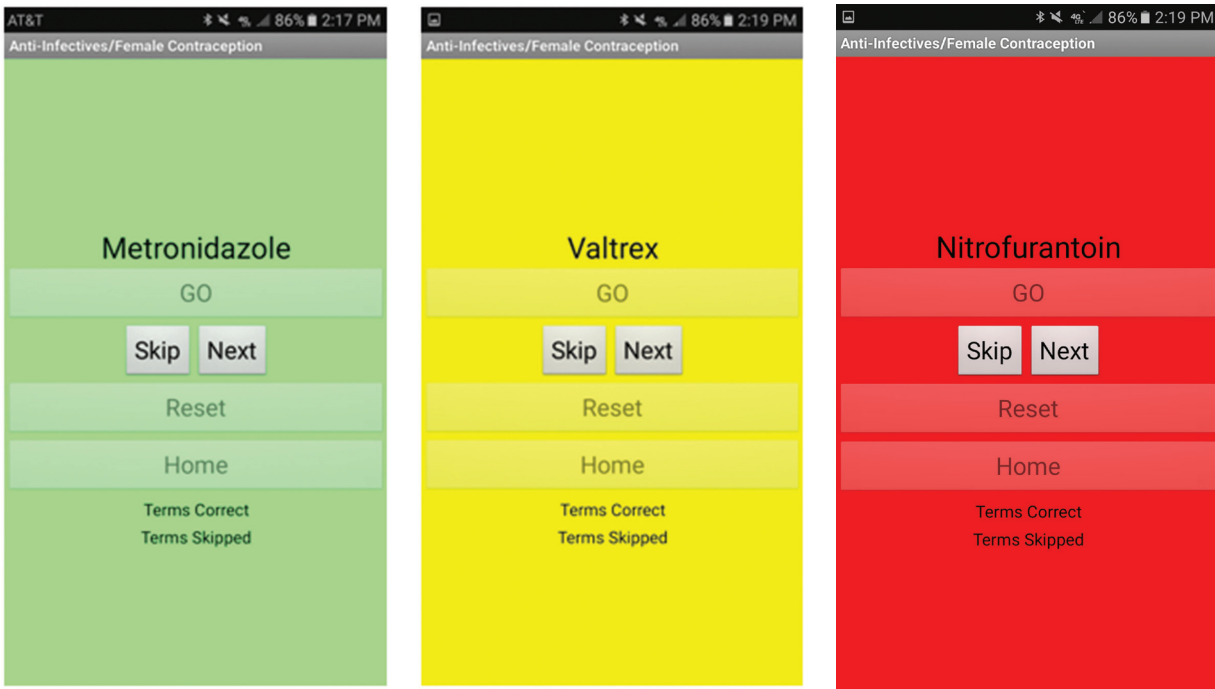 AT&T 86% 2:17 PM
Anti-Infectives/Female Contraception
Metronidazole
GO
Skip Next
Reset
Home
Terms Correct
Terms Skipped
86% 2:19 PM
Anti-Infectives/Female Contraception
Valtrex
GO
Skip Next
Reset
Home
Terms Correct
Terms Skipped
86% 2:19 PM
Anti-Infectives/Female Contraception
Nitrofurantoin
GO
Skip Next
Reset
Home
Terms Correct
Terms Skipped